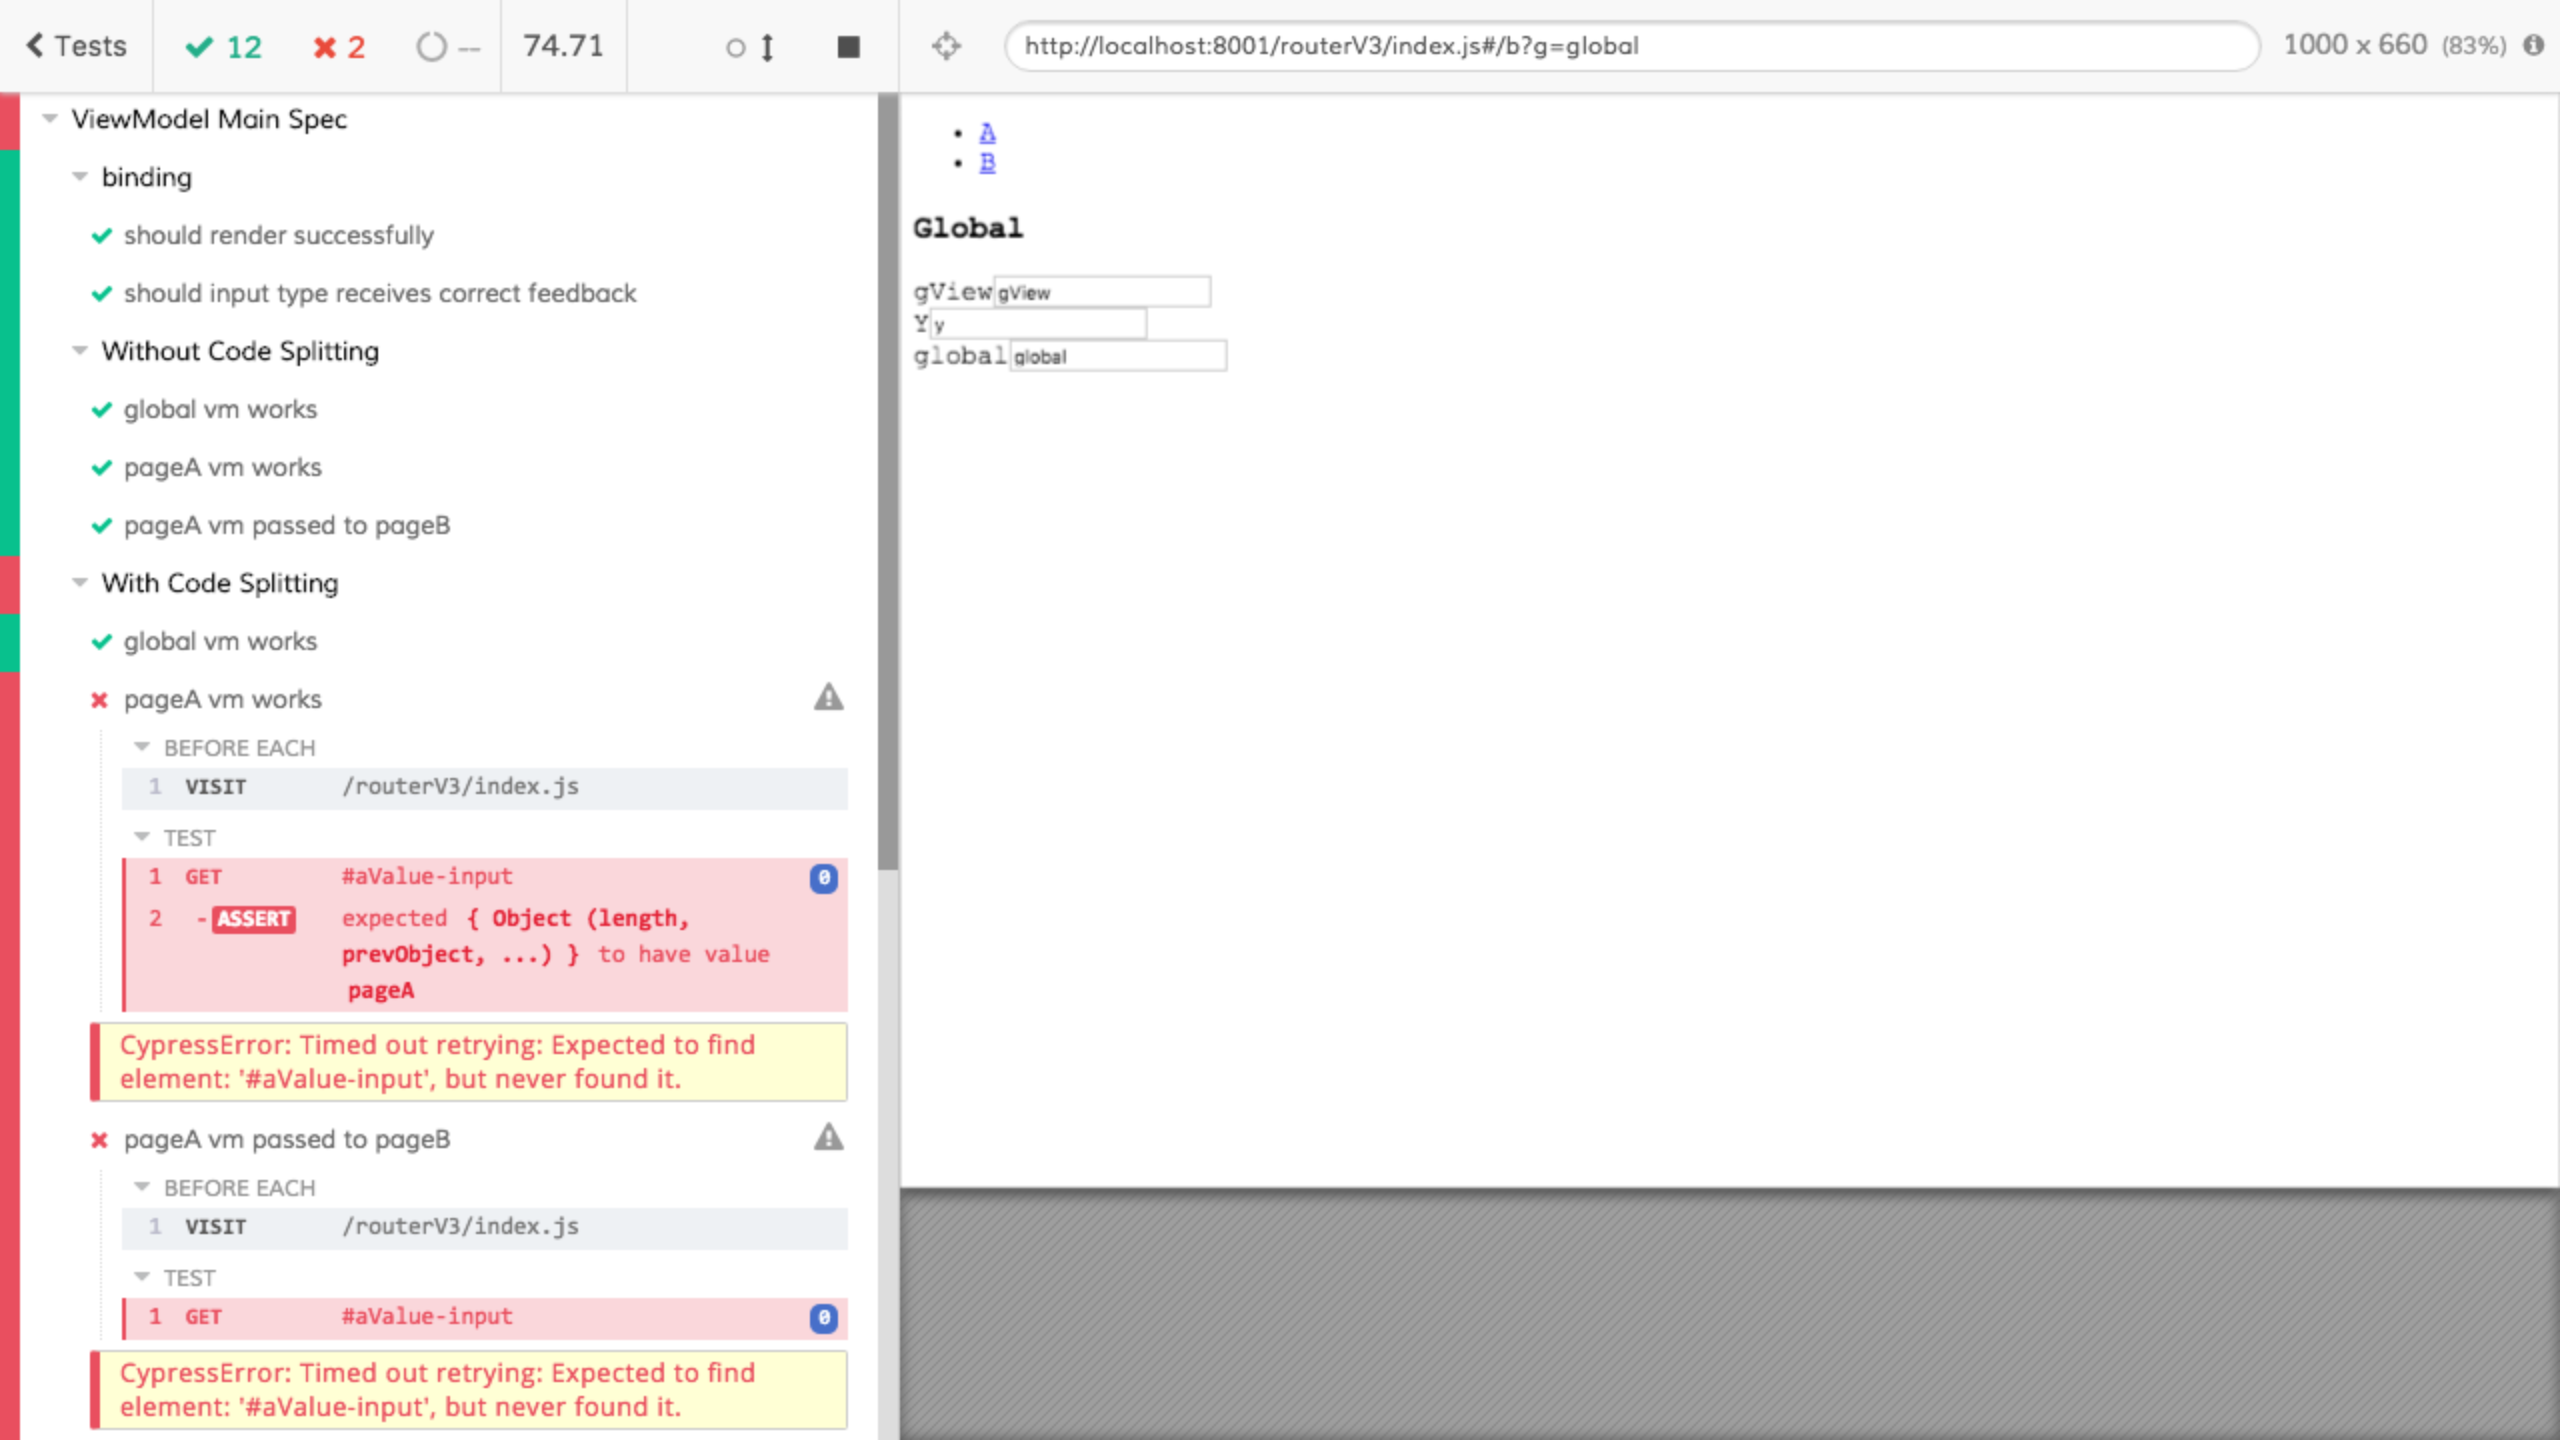 Tests 12 2 -- 74.71
http://localhost:8001/routerV3/index.js#/b?g=global 1000 x 660 (83%)
ViewModel Main Spec
binding
should render successfully
should input type receives correct feedback
Without Code Splitting
global vm works
pageA vm works
pageA vm passed to pageB
With Code Splitting
global vm works
pageA vm works
BEFORE EACH
1 VISIT /routerV3/index.js
TEST
1 GET #aValue-input 0
2 -ASSERT expected { Object (length,
prevObject, ...) } to have value
pageA
CypressError: Timed out retrying: Expected to find
element: '#aValue-input', but never found it.
pageA vm passed to pageB
BEFORE EACH
1 VISIT /routerV3/index.js
TEST
1 GET #aValue-input 0
CypressError: Timed out retrying: Expected to find
element: '#aValue-input', but never found it.
A
B
Global
gView gView
Y y
global global